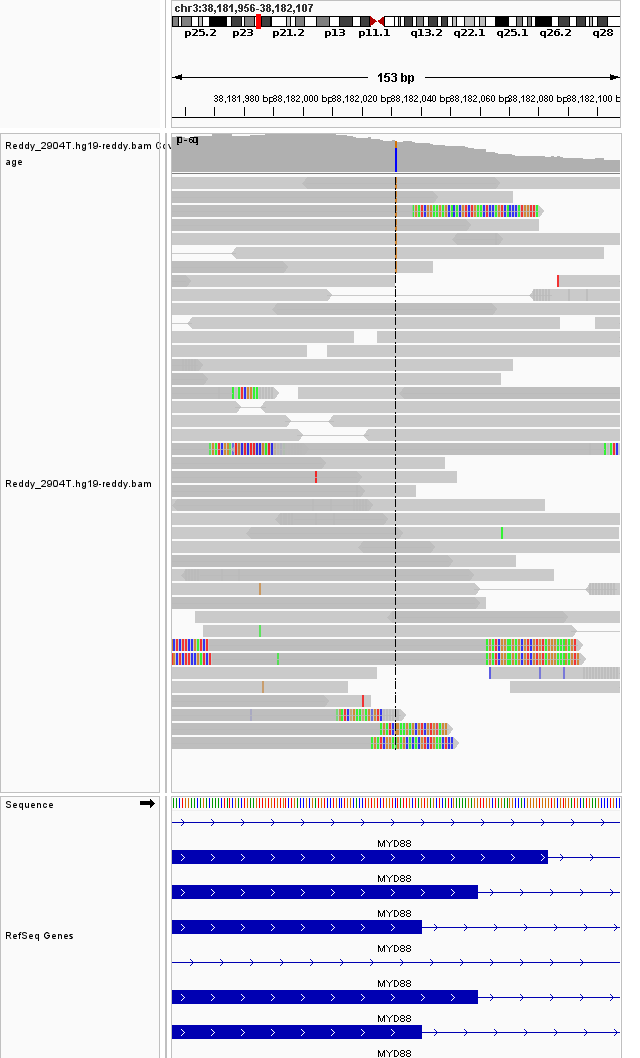 chr3:38,181,956-38,182,107
p25.2 p23 p21.2 p13 p11.1 q13.2 q22.1 q25.1 q26.2 q28
153 bp
38,181,980 bp 38,182,000 bp 38,182,020 bp 38,182,040 bp 38,182,060 bp 38,182,080 bp 38,182,100 b
Reddy_2904T.hg19-reddy.bam Cov
age
[0-60]
Reddy_2904T.hg19-reddy.bam
Sequence
MYD88
MYD88
MYD88
RefSeq Genes
MYD88
MYD88
MYD88
MYD88